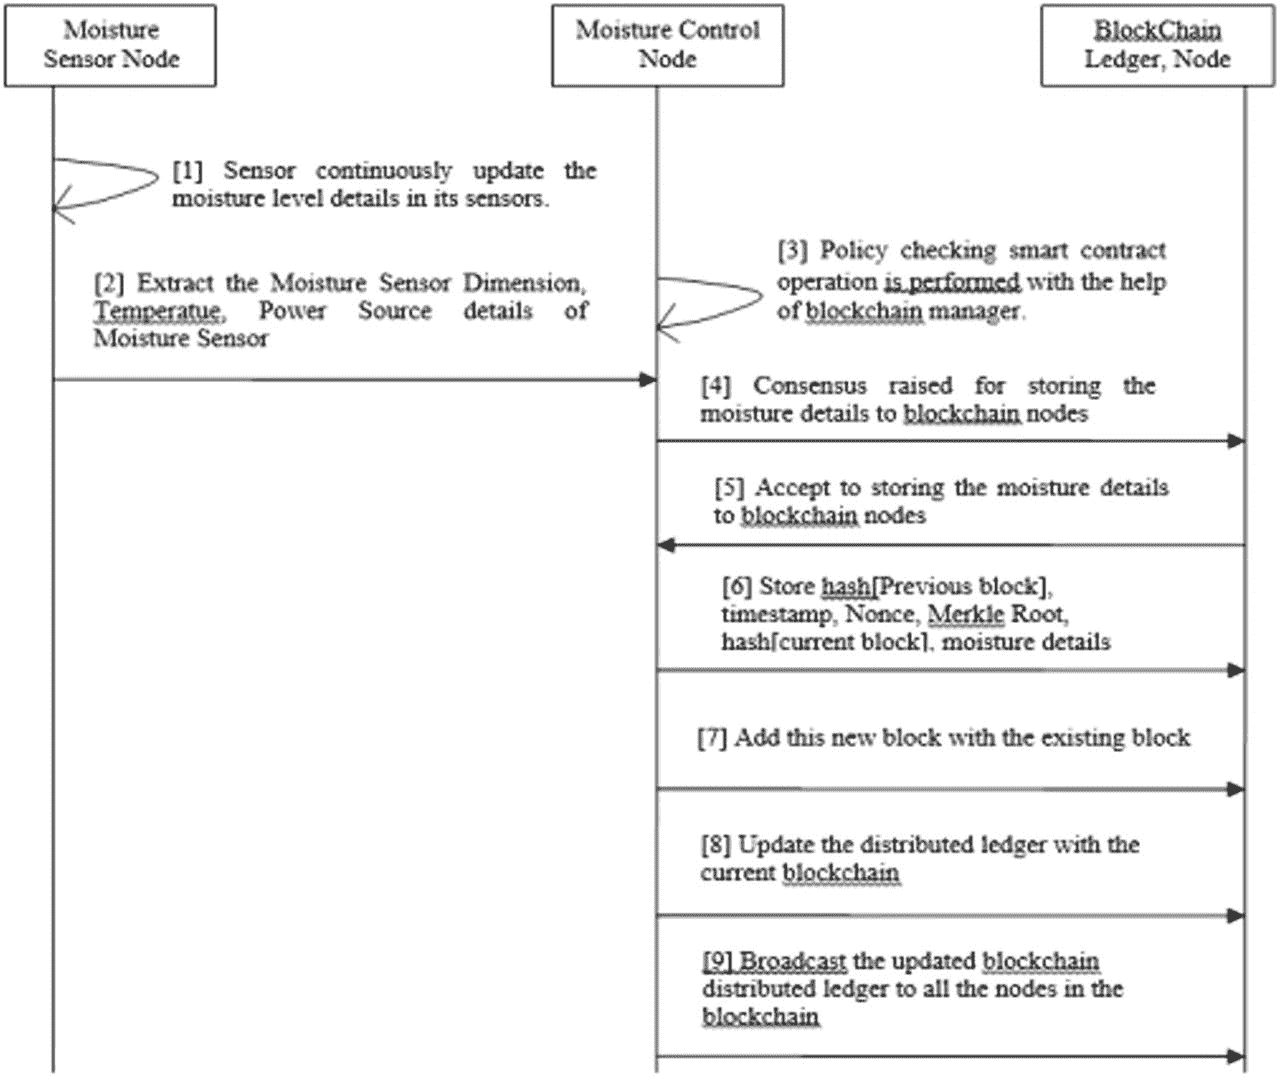 Moisture
Sensor Node
Moisture Control
Node
BlockChain
Ledger, Node
[1] Sensor continuously update the
moisture level details in its sensors.
[2] Extract the Moisture Sensor Dimension,
Temperatue, Power Source details of
Moisture Sensor
[3] Policy checking smart contract
operation is performed with the help
of blockchain manager.
[4] Consensus raised for storing the
moisture details to blockchain nodes
[5] Accept to storing the moisture details
to blockchain nodes
[6] Store hash[Previous block],
timestamp, Nonce, Merkle Root,
hash[current block], moisture details
[7] Add this new block with the existing block
[8] Update the distributed ledger with the
current blockchain
[9] Broadcast the updated blockchain
distributed ledger to all the nodes in the
blockchain